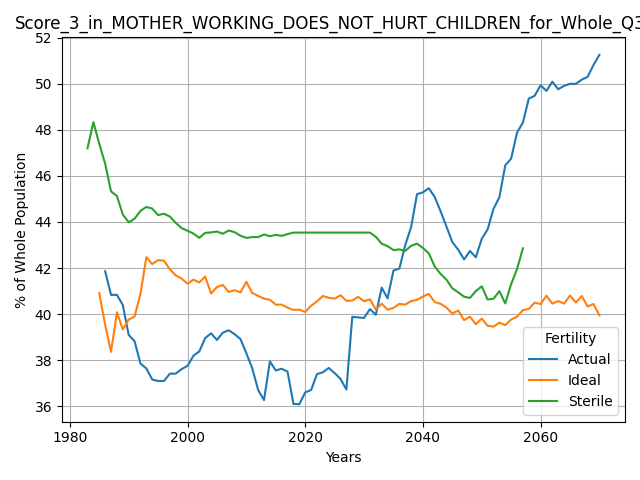 Score_3_in_MOTHER_WORKING_DOES_NOT_HURT_CHILDREN_for_Whole_Q3
% of Whole Population
52
50
48
46
44
42
40
38
36
1980
2000
2020
2040
2060
Years
Fertility
Actual
Ideal
Sterile